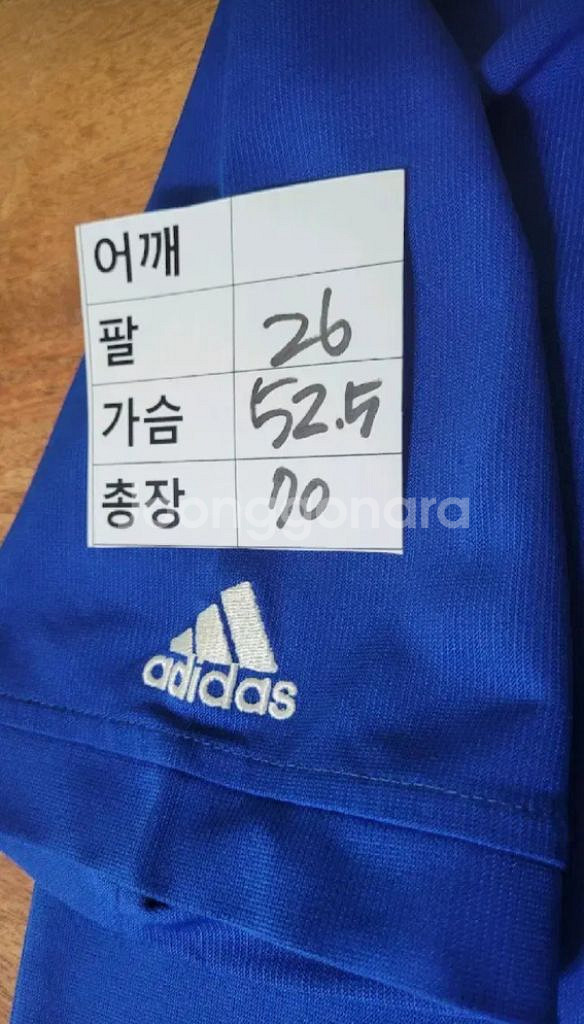 어깨
팔 26
가슴 52.5
총장 70
joonggonara
adidas